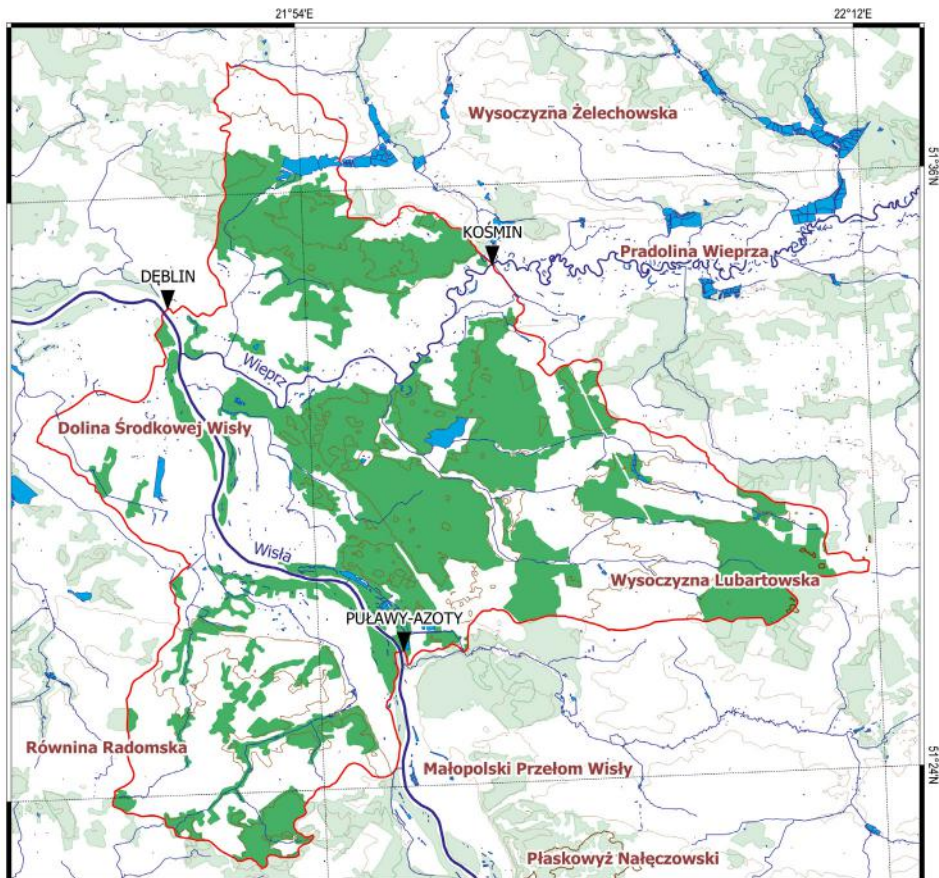 21°54'E
22°12'E
Wysoczyzna Żelechowska
51°36'N
KOŚMIN
Pradolina Wieprza
DĘBLIN
Wieprz
Dolina Środkowej Wisły
Wisła
Wysoczyzna Lubartowska
PUŁAWY-AZOTY
Równina Radomska
Małopolski Przełom Wisły
51°24'N
Płaskowyż Nałęczowski